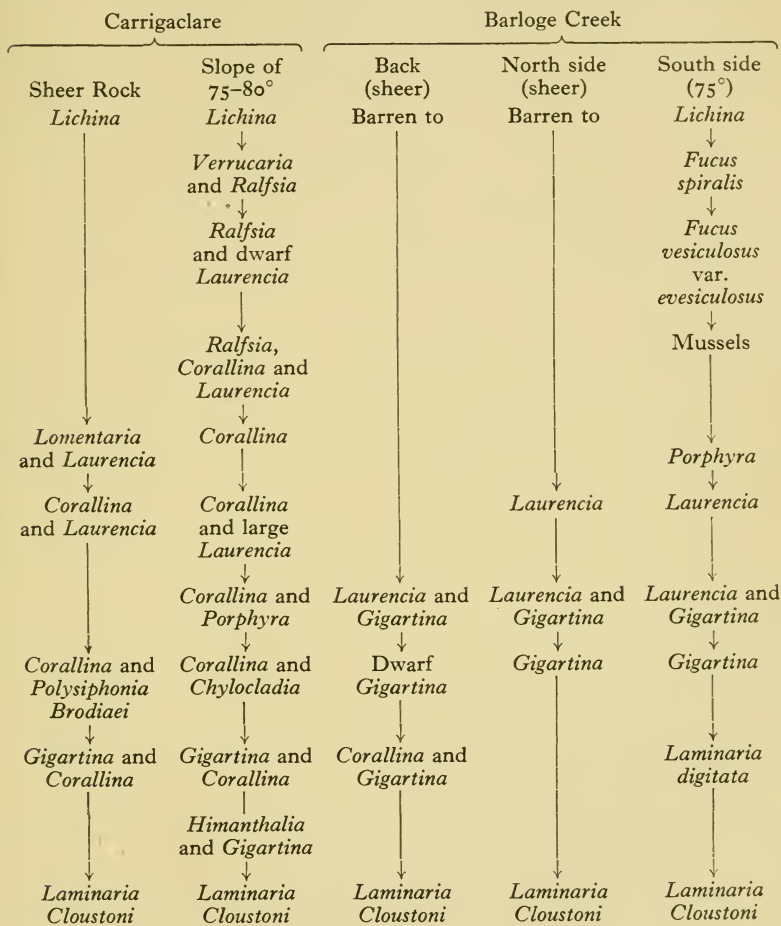 Carrigaclare
Barloge Creek
Sheer Rock
Lichina
Lomentaria
and Laurencia
Corallina
and Laurencia
Corallina and
Polysiphonia
Brodiaei
Gigartina and
Corallina
Laminaria
Cloustoni
Slope of
75–80°
Lichina
Verrucaria
and Ralfsia
Ralfsia
and dwarf
Laurencia
Ralfsia,
Corallina and
Laurencia
Corallina
Corallina
and large
Laurencia
Corallina and
Porphyra
Corallina and
Chylocladia
Gigartina and
Corallina
Himanthalia
and Gigartina
Laminaria
Cloustoni
Back
(sheer)
Barren to
Laurencia and
Gigartina
Dwarf
Gigartina
Corallina and
Gigartina
Laminaria
Cloustoni
North side
(sheer)
Barren to
Laurencia
Laurencia and
Gigartina
Gigartina
Laminaria
Cloustoni
South side
(75°)
Lichina
Fucus
spiralis
Fucus
vesiculosus
var.
evesiculosus
Mussels
Porphyra
Laurencia
Laurencia and
Gigartina
Gigartina
Laminaria
digitata
Laminaria
Cloustoni